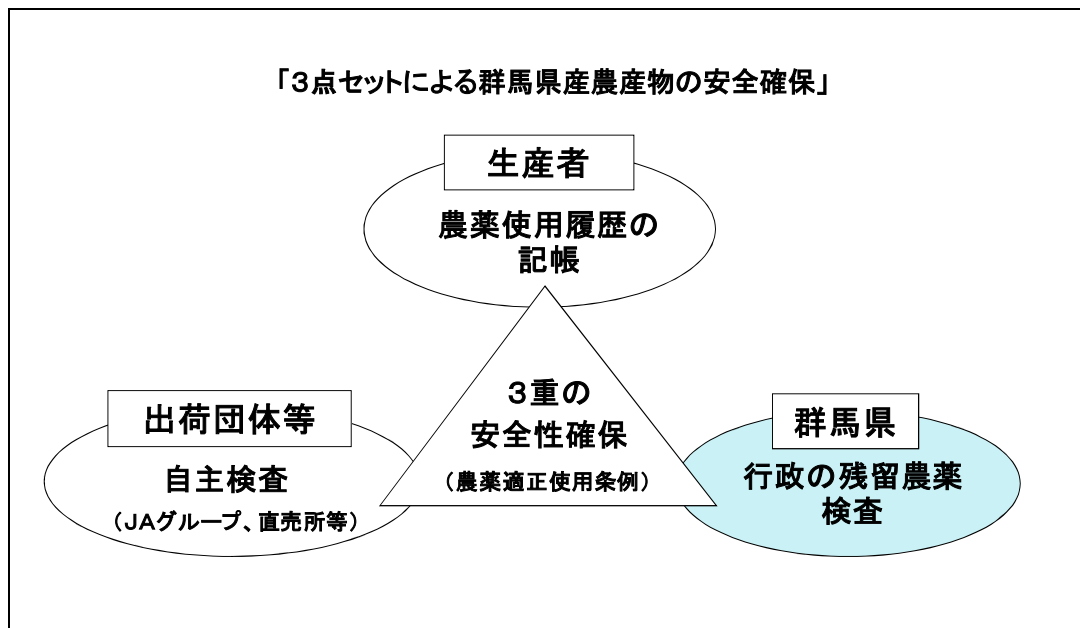 「３点セットによる群馬県産農産物の安全確保」
生産者
農薬使用履歴の
記帳
３重の
安全性確保
（農薬適正使用条例）
出荷団体等
自主検査
（ＪＡグループ、直売所等）
群馬県
行政の残留農薬
検査